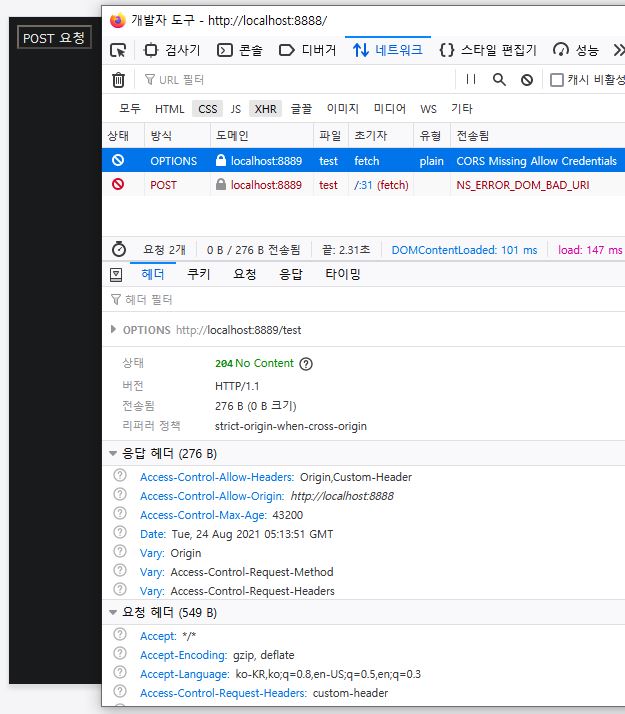 POST 요청
개발자 도구 - http://localhost:8888/
검사기 콘솔 디버거 네트워크 스타일 편집기 성능
URL 필터 캐시 비활성
모두 HTML CSS JS XHR 글꼴 이미지 미디어 WS 기타
상태 방식 도메인 파일 초기자 유형 전송됨
OPTIONS localhost:8889 test fetch plain CORS Missing Allow Credentials
POST localhost:8889 test /:31 (fetch) NS_ERROR_DOM_BAD_URI
요청 2개 0 B / 276 B 전송됨 끝: 2.31초 DOMContentLoaded: 101 ms load: 147 ms
헤더 쿠키 요청 응답 타이밍
헤더 필터
OPTIONS http://localhost:8889/test
상태 204 No Content
버전 HTTP/1.1
전송됨 276 B (0 B 크기)
리퍼러 정책 strict-origin-when-cross-origin
응답 헤더 (276 B)
Access-Control-Allow-Headers: Origin,Custom-Header
Access-Control-Allow-Origin: http://localhost:8888
Access-Control-Max-Age: 43200
Date: Tue, 24 Aug 2021 05:13:51 GMT
Vary: Origin
Vary: Access-Control-Request-Method
Vary: Access-Control-Request-Headers
요청 헤더 (549 B)
Accept: */*
Accept-Encoding: gzip, deflate
Accept-Language: ko-KR,ko;q=0.8,en-US;q=0.5,en;q=0.3
Access-Control-Request-Headers: custom-header